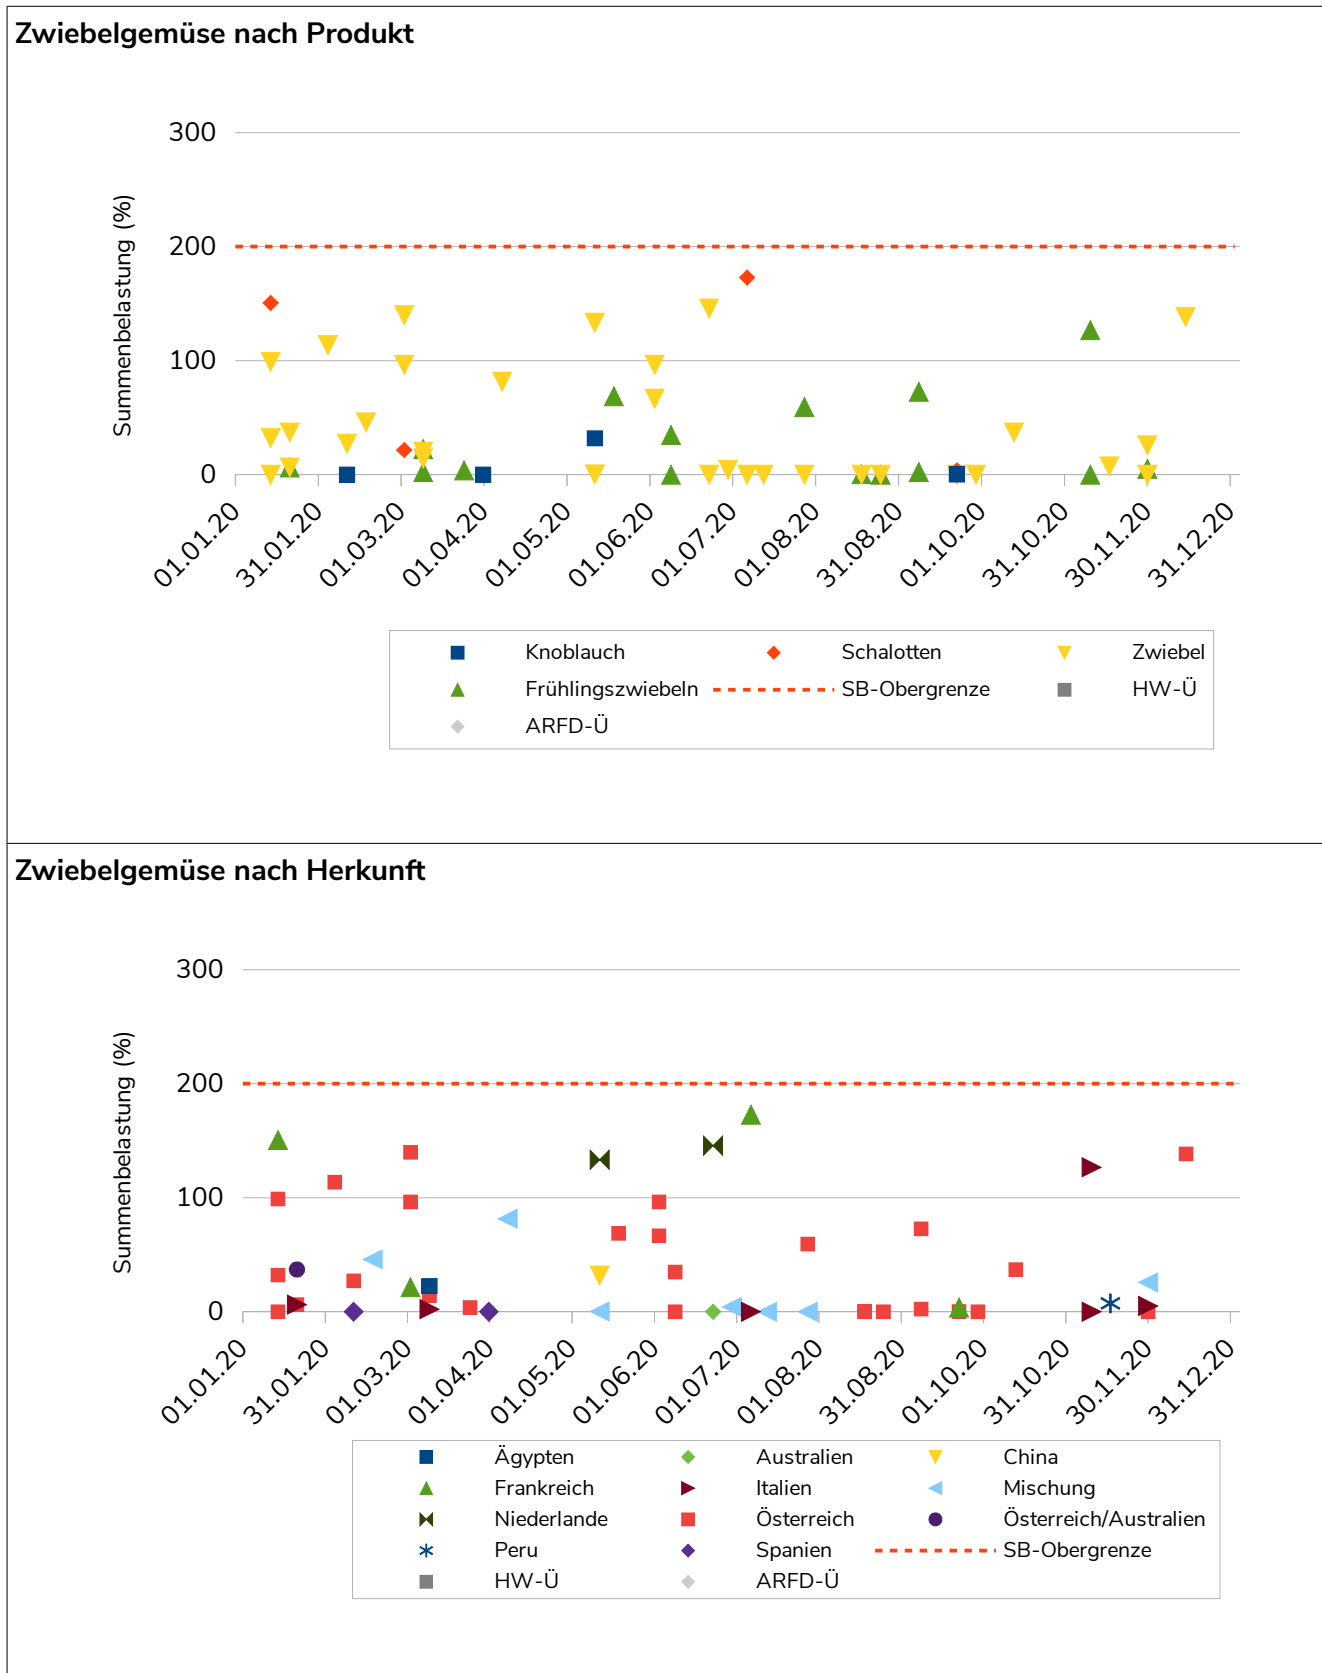 Zwiebelgemüse nach Produkt
300
200
100
0
Summenbelastung (%)
01.01.20
31.01.20
01.03.20
01.04.20
01.05.20
01.06.20
01.07.20
01.08.20
31.08.20
01.10.20
31.10.20
30.11.20
31.12.20
Knoblauch Schalotten Zwiebel
Frühlingszwiebeln SB-Obergrenze HW-Ü
ARFD-Ü
Zwiebelgemüse nach Herkunft
300
200
100
0
Summenbelastung (%)
01.01.20
31.01.20
01.03.20
01.04.20
01.05.20
01.06.20
01.07.20
01.08.20
31.08.20
01.10.20
31.10.20
30.11.20
31.12.20
Ägypten Australien China
Frankreich Italien Mischung
Niederlande Österreich Österreich/Australien
Peru Spanien SB-Obergrenze
HW-Ü ARFD-Ü